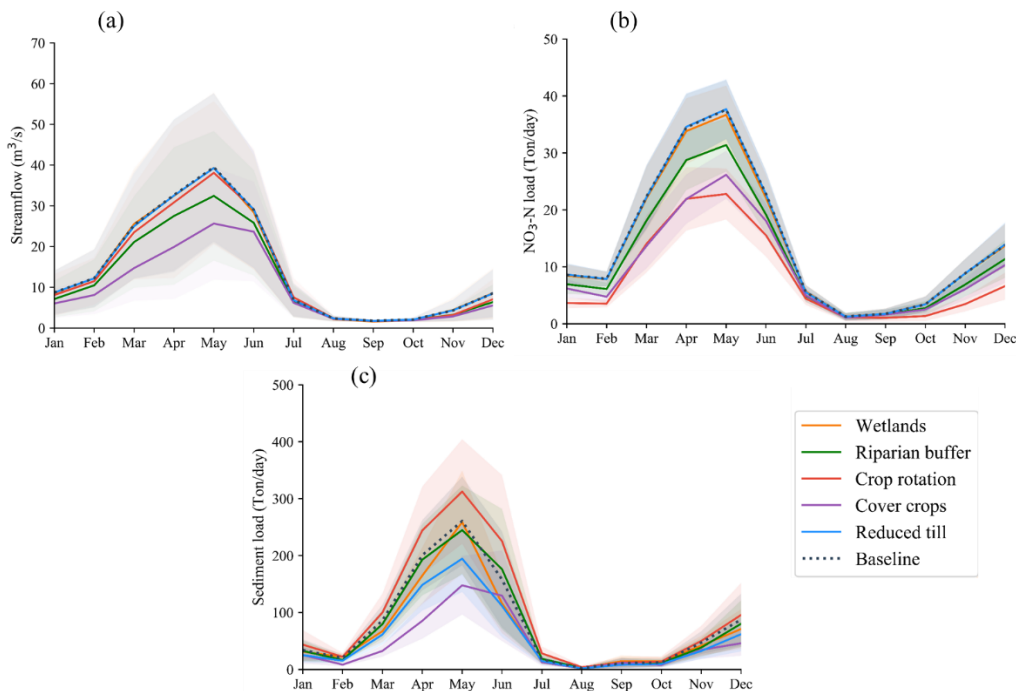 (a)
Streamflow (m³/s)
70
60
50
40
30
20
10
0
Jan Feb Mar Apr May Jun Jul Aug Sep Oct Nov Dec
(b)
NO₃-N load (Ton/day)
50
40
30
20
10
0
Jan Feb Mar Apr May Jun Jul Aug Sep Oct Nov Dec
(c)
Sediment load (Ton/day)
500
400
300
200
100
0
Jan Feb Mar Apr May Jun Jul Aug Sep Oct Nov Dec
Wetlands
Riparian buffer
Crop rotation
Cover crops
Reduced till
Baseline